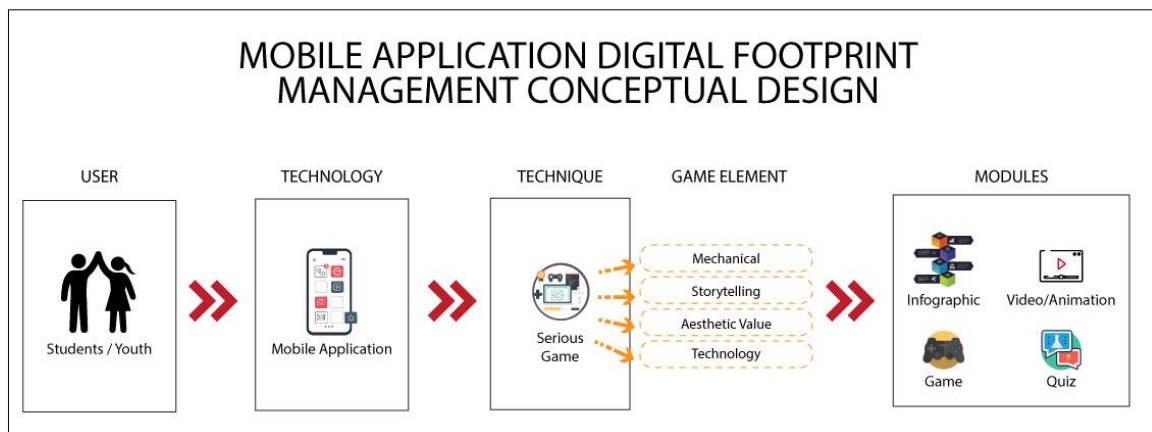 MOBILE APPLICATION DIGITAL FOOTPRINT
MANAGEMENT CONCEPTUAL DESIGN
USER
TECHNOLOGY
TECHNIQUE
GAME ELEMENT
MODULES
Students / Youth
Mobile Application
Serious
Game
Mechanical
Storytelling
Aesthetic Value
Technology
Infographic
Video/Animation
Game
Quiz